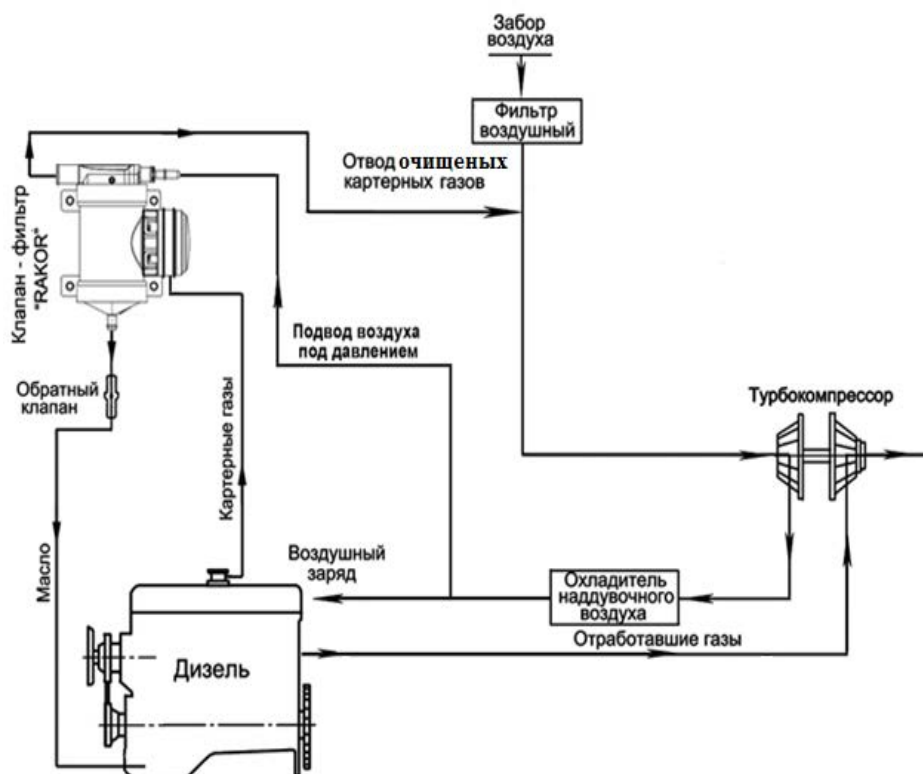 Забор
воздуха
Фильтр
воздушный
Отвод очищеных
картерных газов
Клапан - фильтр
"RAKOR"
Подвод воздуха
под давлением
Обратный
клапан
Турбокомпрессор
Картерные газы
Масло
Воздушный
заряд
Охладитель
наддувочного
воздуха
Отработавшие газы
Дизель